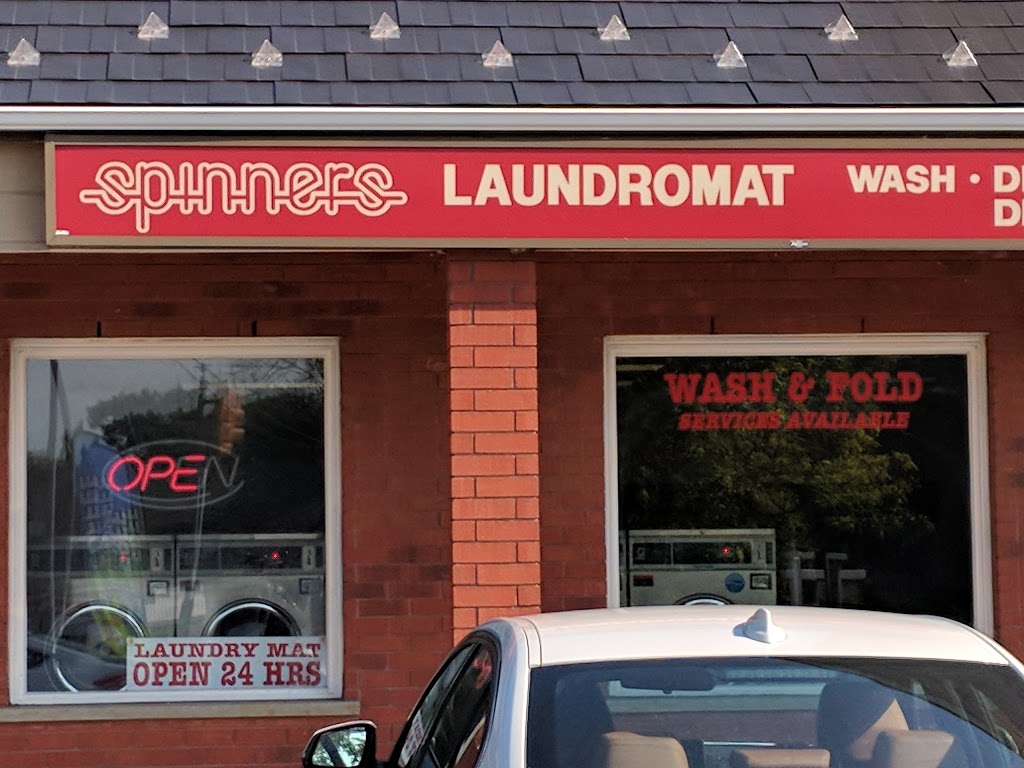 spinners LAUNDROMAT WASH •
OPEN
WASH & FOLD
SERVICES AVAILABLE
LAUNDRY MAT
OPEN 24 HRS